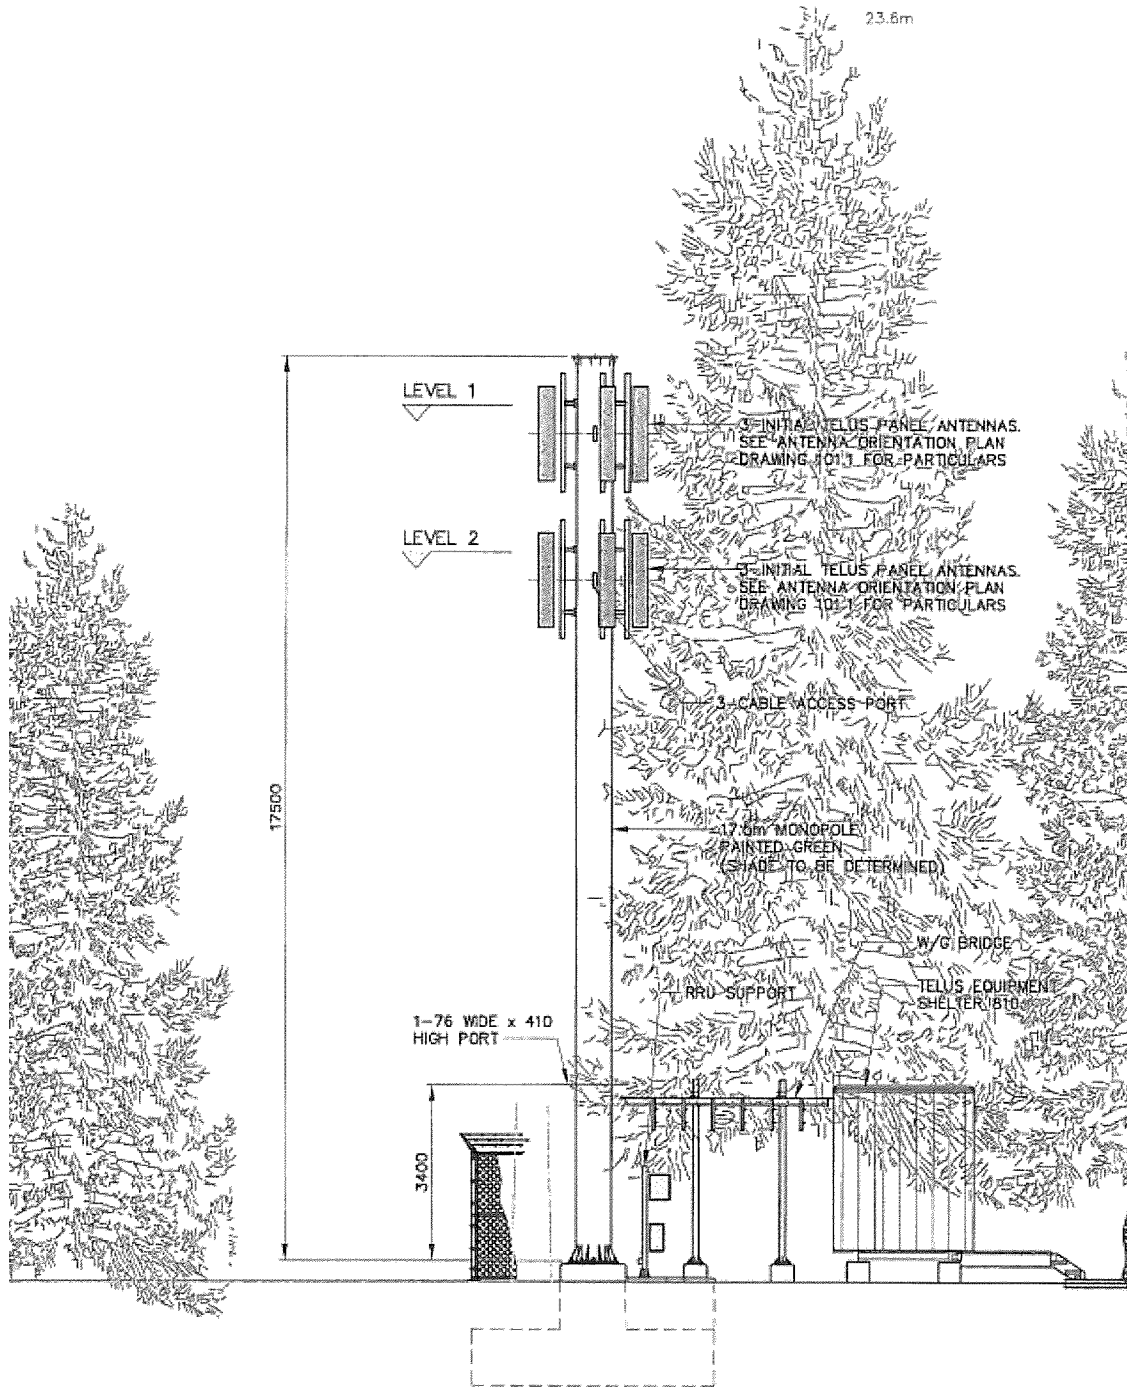 23.6m
LEVEL 1
3-INITIAL TELUS PANEL ANTENNAS.
SEE ANTENNA ORIENTATION PLAN
DRAWING 101.1 FOR PARTICULARS
LEVEL 2
3-INITIAL TELUS PANEL ANTENNAS.
SEE ANTENNA ORIENTATION PLAN
DRAWING 101.1 FOR PARTICULARS
3-CABLE ACCESS PORT
17500
MONOPOLE
PAINTED GREEN
(SHADE TO BE DETERMINED)
W/G BRIDGE
RRU SUPPORT
TELUS EQUIPMENT
SHELTER
1-76 WIDE x 410
HIGH PORT
3400